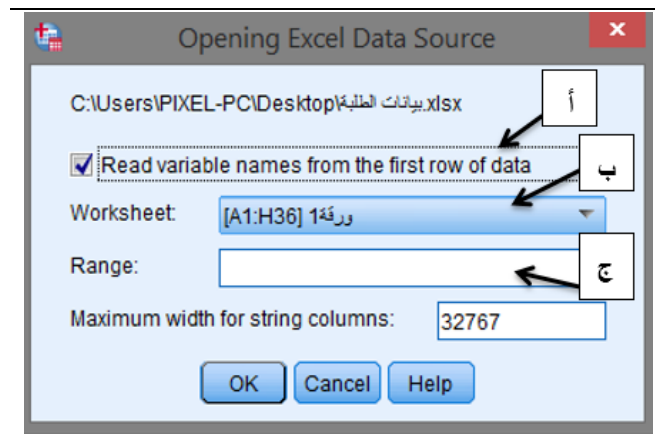 Opening Excel Data Source
x
C:\Users\PIXEL-PC\Desktop\بيانات الطلبة.xlsx
أ
Read variable names from the first row of data
ب
Worksheet: ورقة1 [A1:H36]
Range:
ج
Maximum width for string columns: 32767
OK Cancel Help